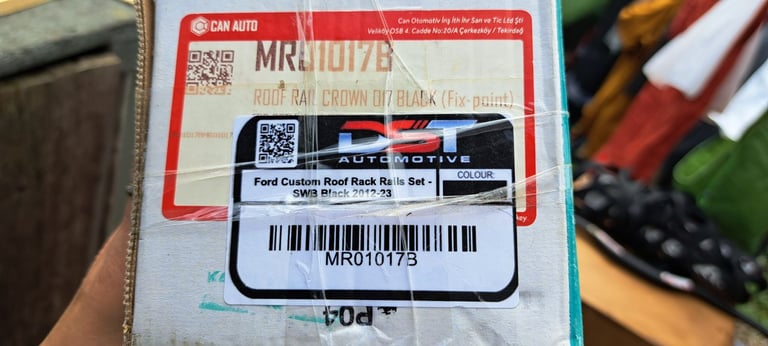 CAN AUTO
Can Otomotiv İnş İth İhr San ve Tic Ltd Şti
Veliköy OSB 4. Cadde No:20/A Çerkezköy / Tekirdağ
MR01017B
ROOF RAIL CROWN 017 BLACK (Fix-point)
DST
AUTOMOTIVE
Ford Custom Roof Rack Rails Set -
SWB Black 2012-23
COLOUR:
MR01017B
key
P04